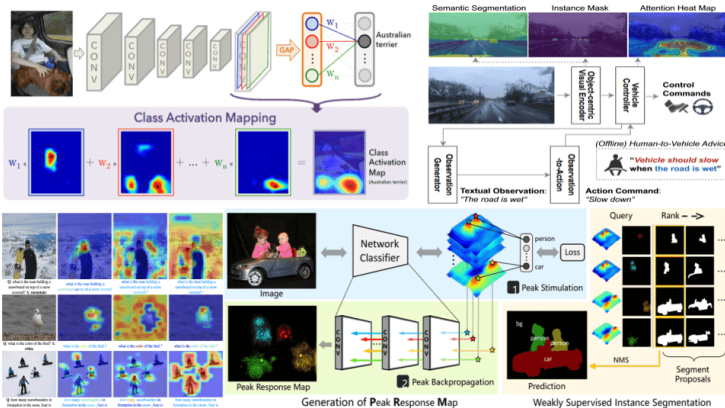 CONV
CONV
CONV
CONV
CONV
GAP
w1
w2
wn
Australian
terrier
Class Activation Mapping
w1 *
+ w2 *
+ ... + wn *
=
Class
Activation
Map
(Australian terrier)
Semantic Segmentation
Instance Mask
Attention Heat Map
Object-centric
Visual Encoder
Vehicle
Controller
Control
Commands
(Offline) Human-to-Vehicle Advice
Observation
Generator
Observation
-to-Action
"Vehicle should slow
when the road is wet"
Textual Observation:
"The road is wet"
Action Command:
"Slow down"
Image
Network
Classifier
person
car
Loss
1 Peak Stimulation
Peak Response Map
CONV
CONV
CONV
2 Peak Backpropagation
Generation of Peak Response Map
Query
Rank
bg
person
person
car
Prediction
NMS
Segment
Proposals
Weakly Supervised Instance Segmentation